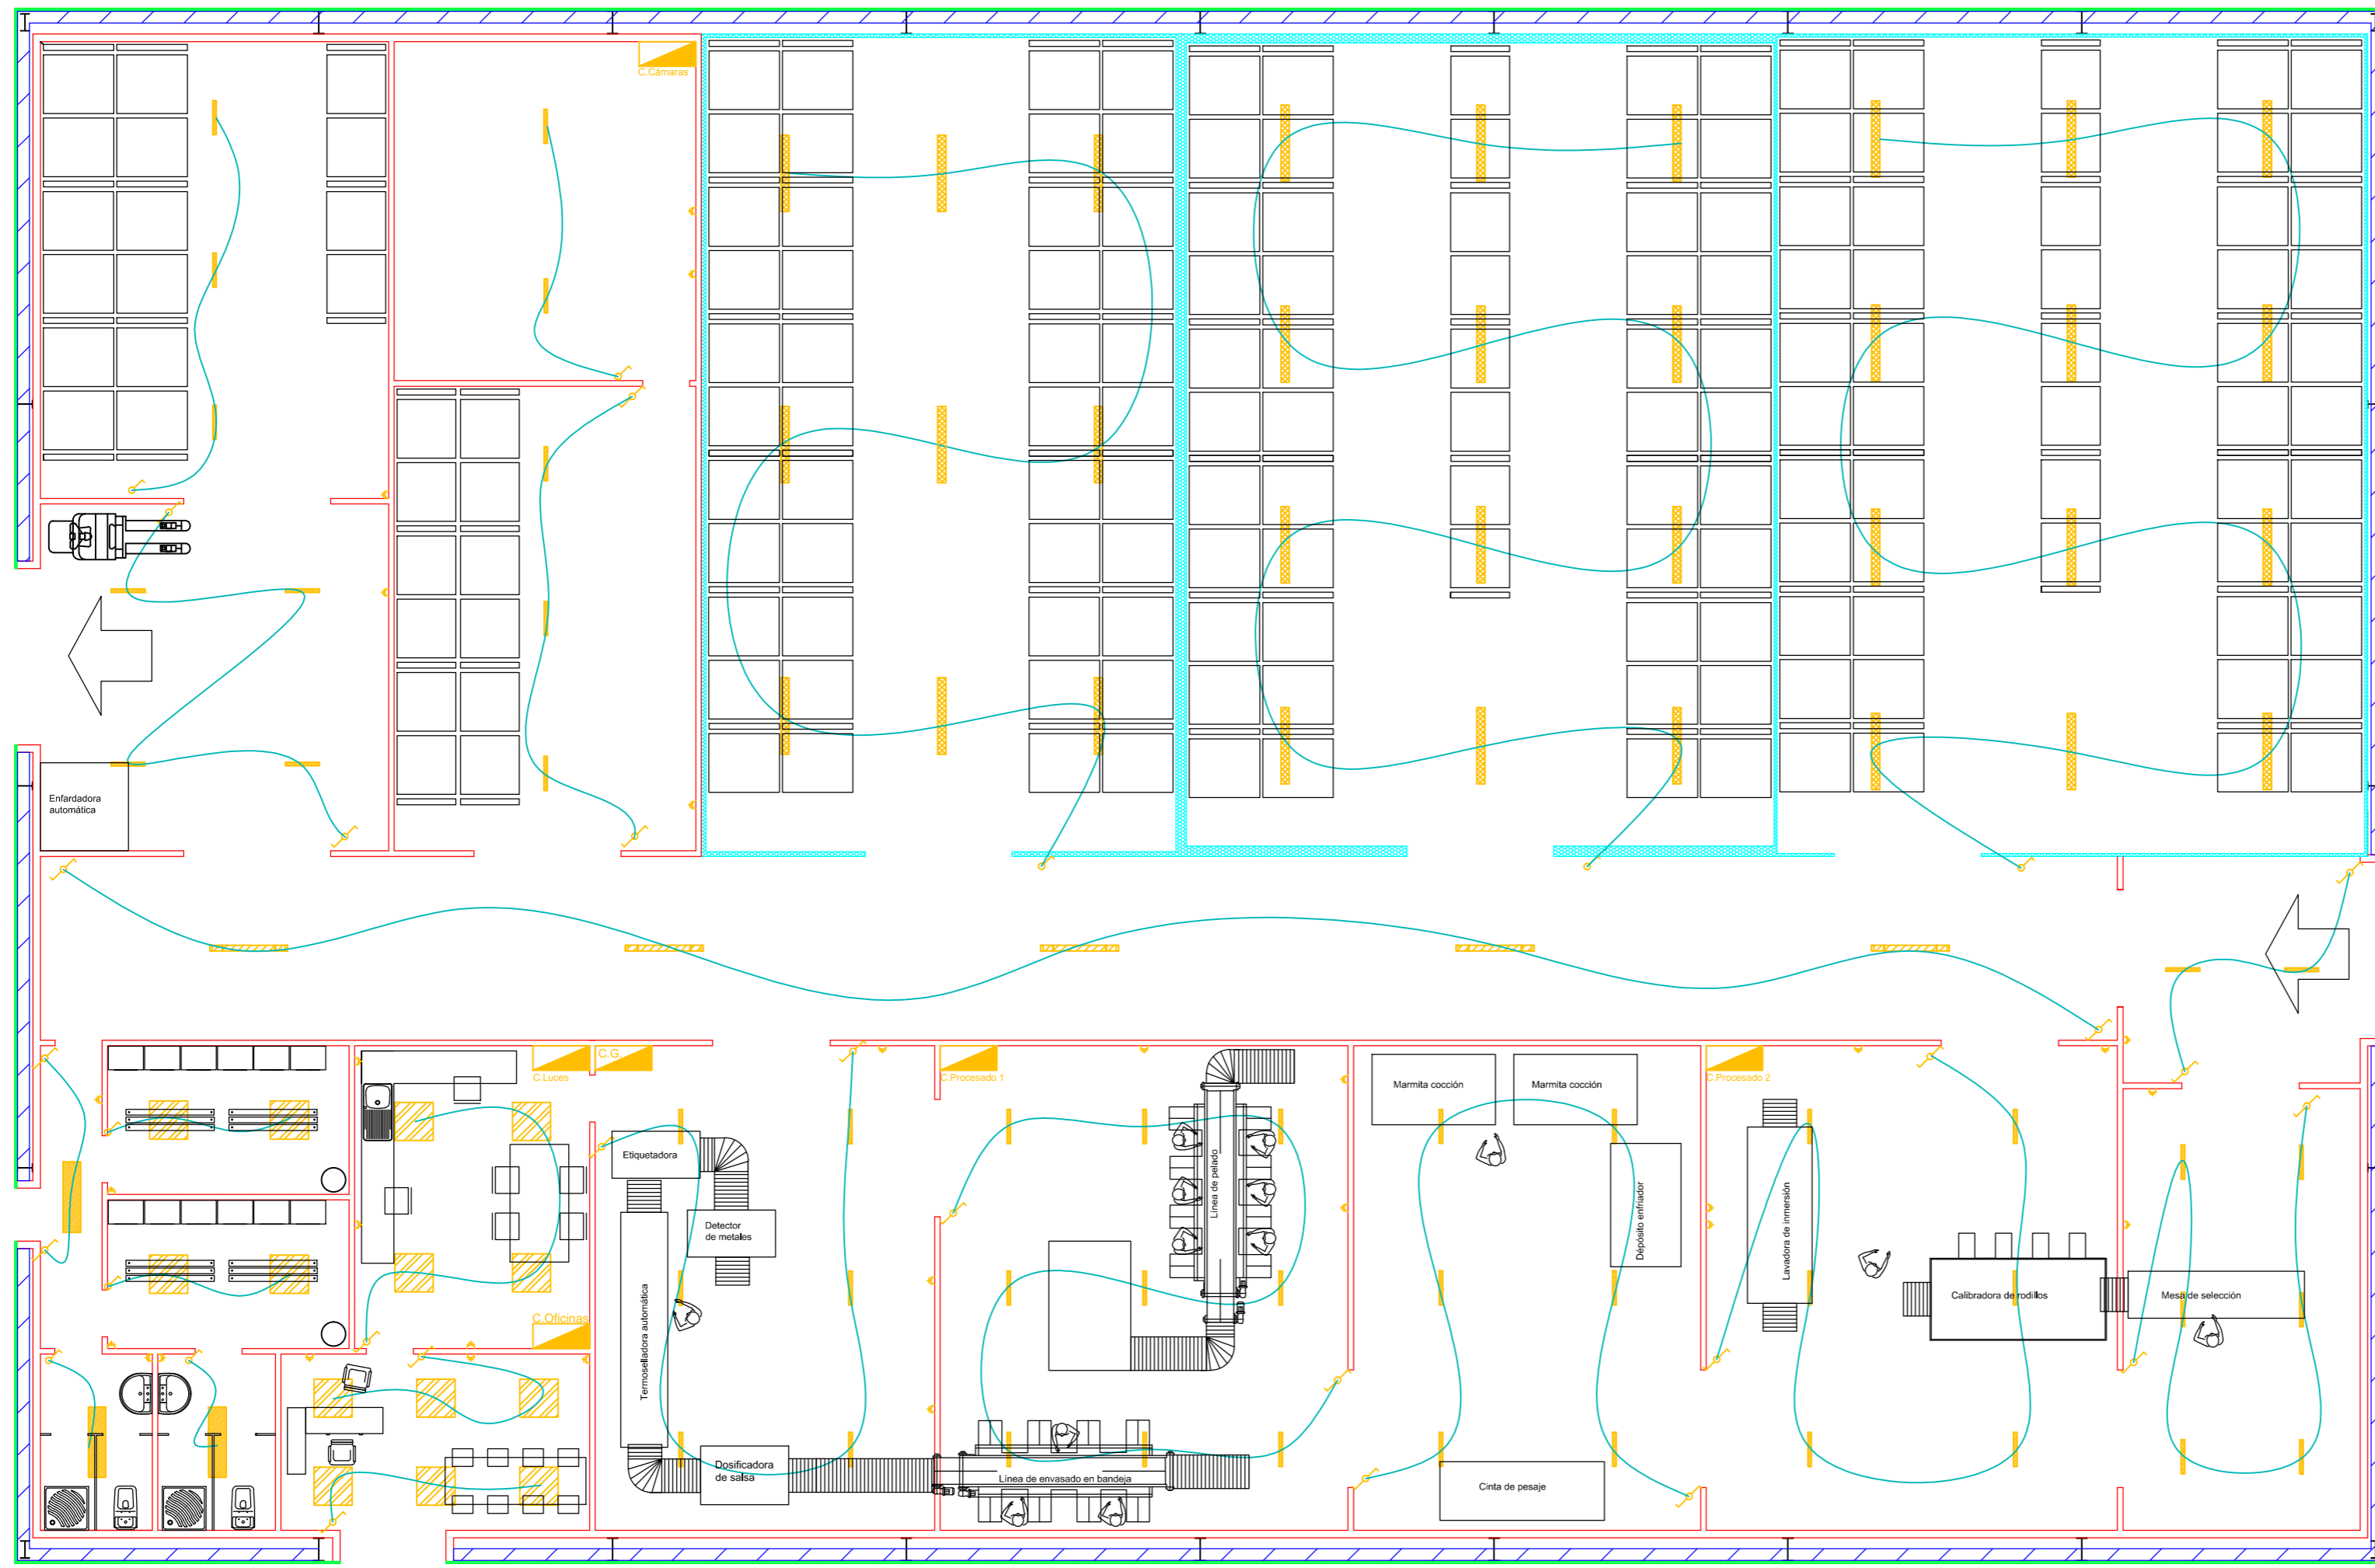 C.Cámaras
Enfardadora
automática
C.Luces
C.G.
C.Procesado 1
C.Procesado 2
Marmita cocción
Marmita cocción
Etiquetadora
Detector
de metales
Línea de pelado
Dépósito enfriador
Lavadora de inmersión
Calibradora de rodillos
Mesa de selección
C.Oficinas
Termoselladora automática
Dosificadora
de salsa
Línea de envasado en bandeja
Cinta de pesaje